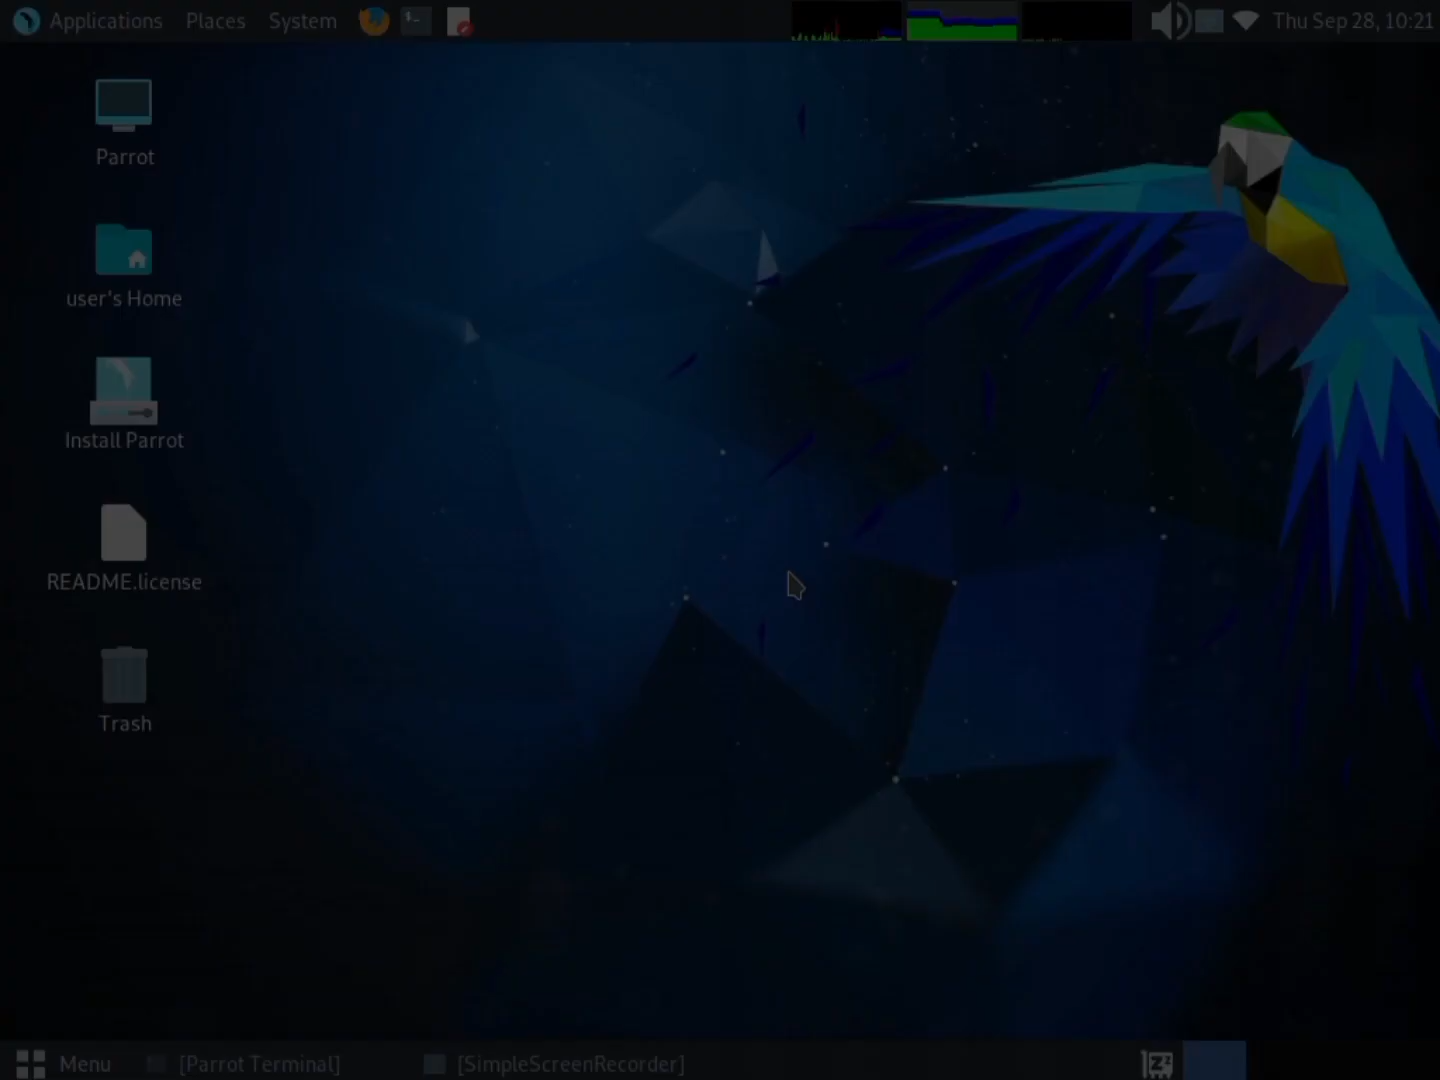 Applications Places System
Thu Sep 28, 10:21
Parrot
user's Home
Install Parrot
README.license
Trash
Menu [Parrot Terminal] [SimpleScreenRecorder]